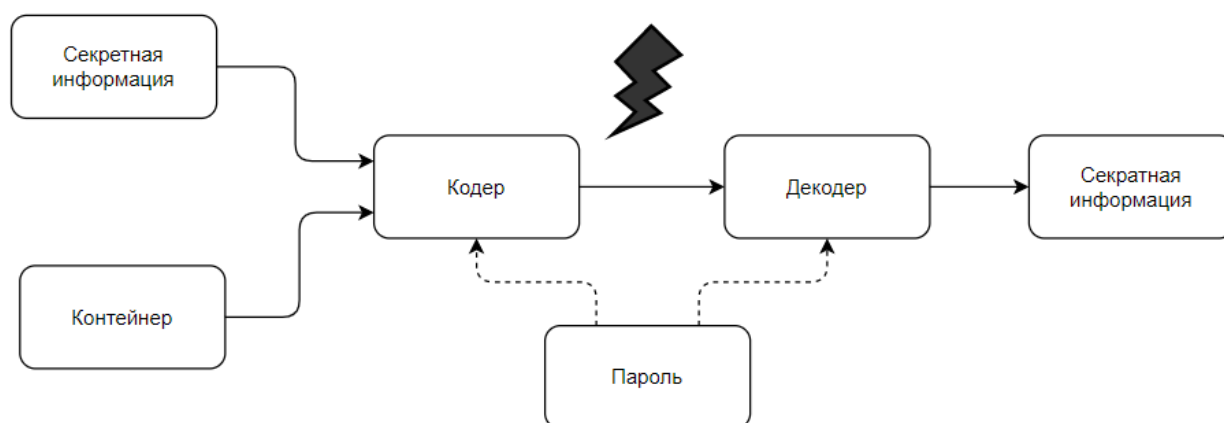 Секретная
информация
Кодер
Декодер
Секратная
информация
Контейнер
Пароль